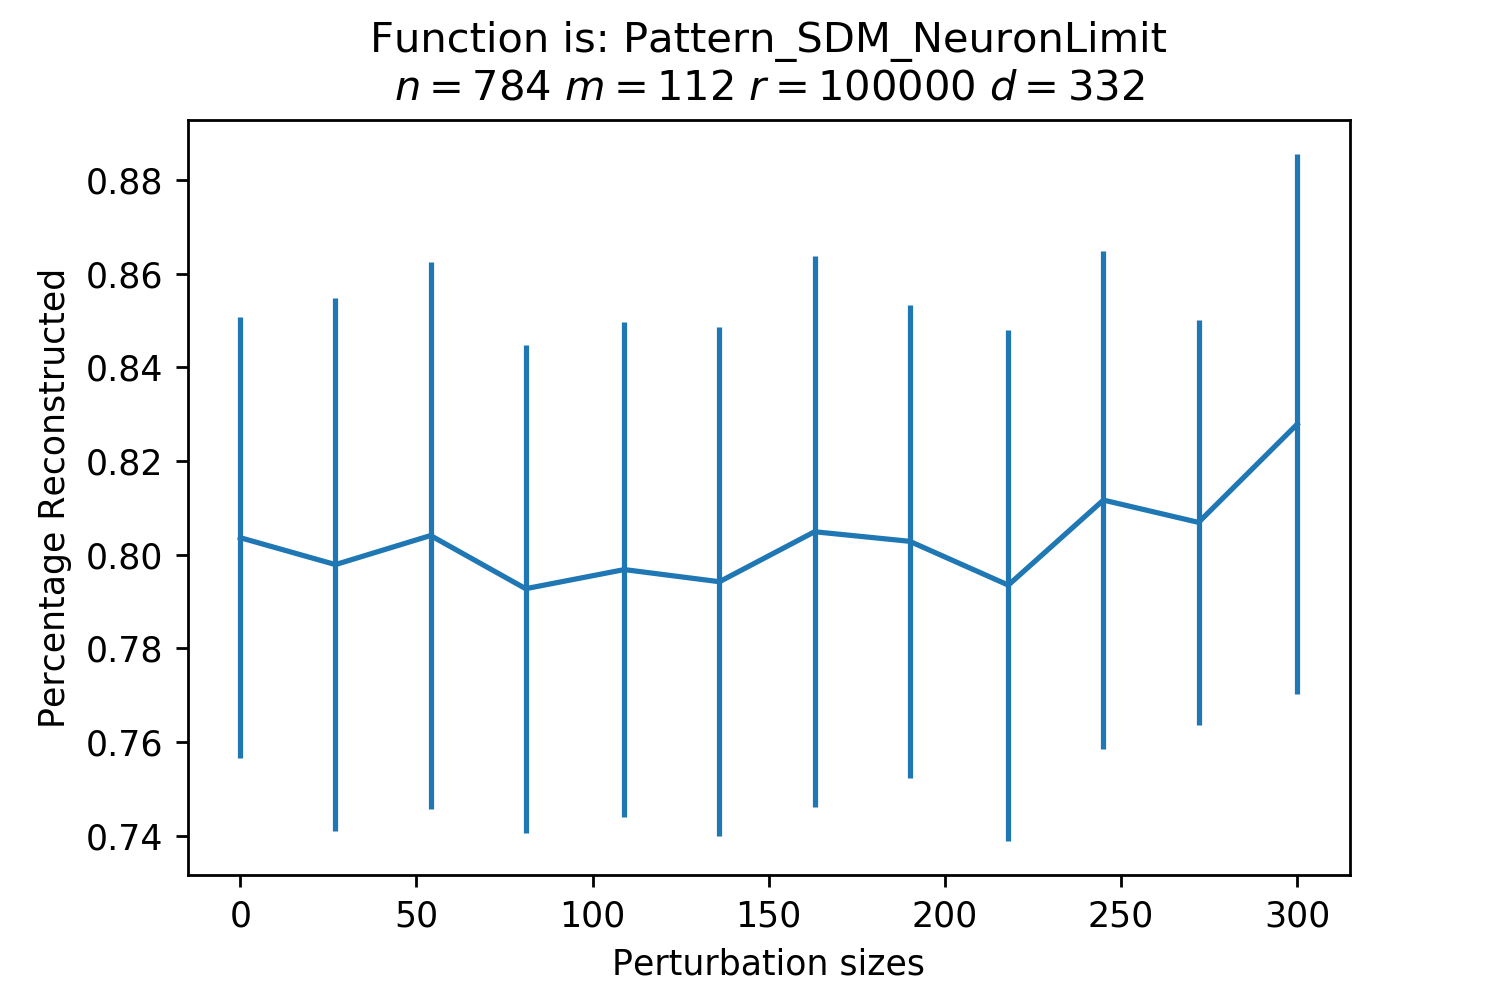 Function is: Pattern_SDM_NeuronLimit
n = 784 m = 112 r = 100000 d = 332
0.88
0.86
0.84
0.82
0.80
0.78
0.76
0.74
Percentage Reconstructed
0 50 100 150 200 250 300
Perturbation sizes